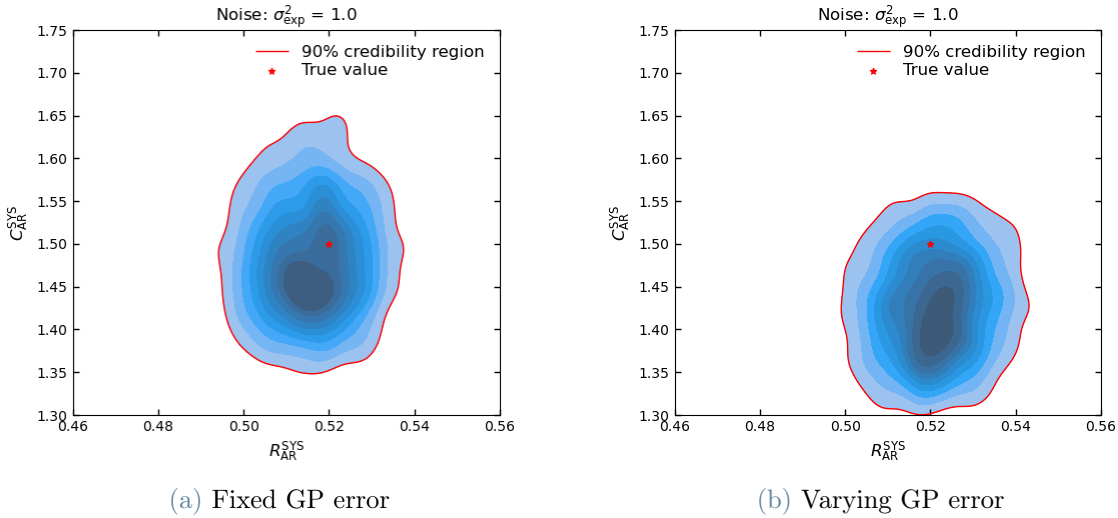 Noise: σ²exp = 1.0
90% credibility region
True value
1.75
1.70
1.65
1.60
1.55
1.50
1.45
1.40
1.35
1.30
C^SYS_AR
0.46 0.48 0.50 0.52 0.54 0.56
R^SYS_AR
(a) Fixed GP error
Noise: σ²exp = 1.0
90% credibility region
True value
1.75
1.70
1.65
1.60
1.55
1.50
1.45
1.40
1.35
1.30
C^SYS_AR
0.46 0.48 0.50 0.52 0.54 0.56
R^SYS_AR
(b) Varying GP error